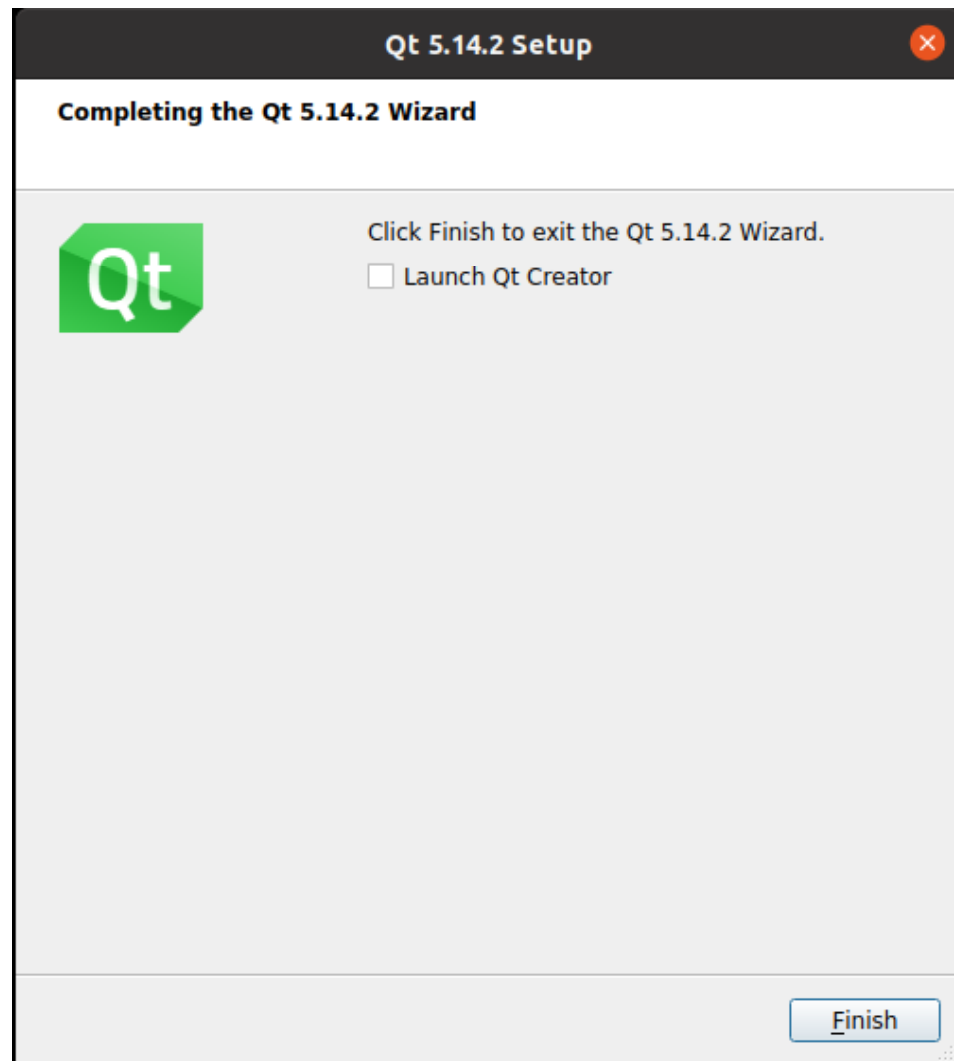 Qt 5.14.2 Setup
Completing the Qt 5.14.2 Wizard
Qt
Click Finish to exit the Qt 5.14.2 Wizard.
Launch Qt Creator
Finish